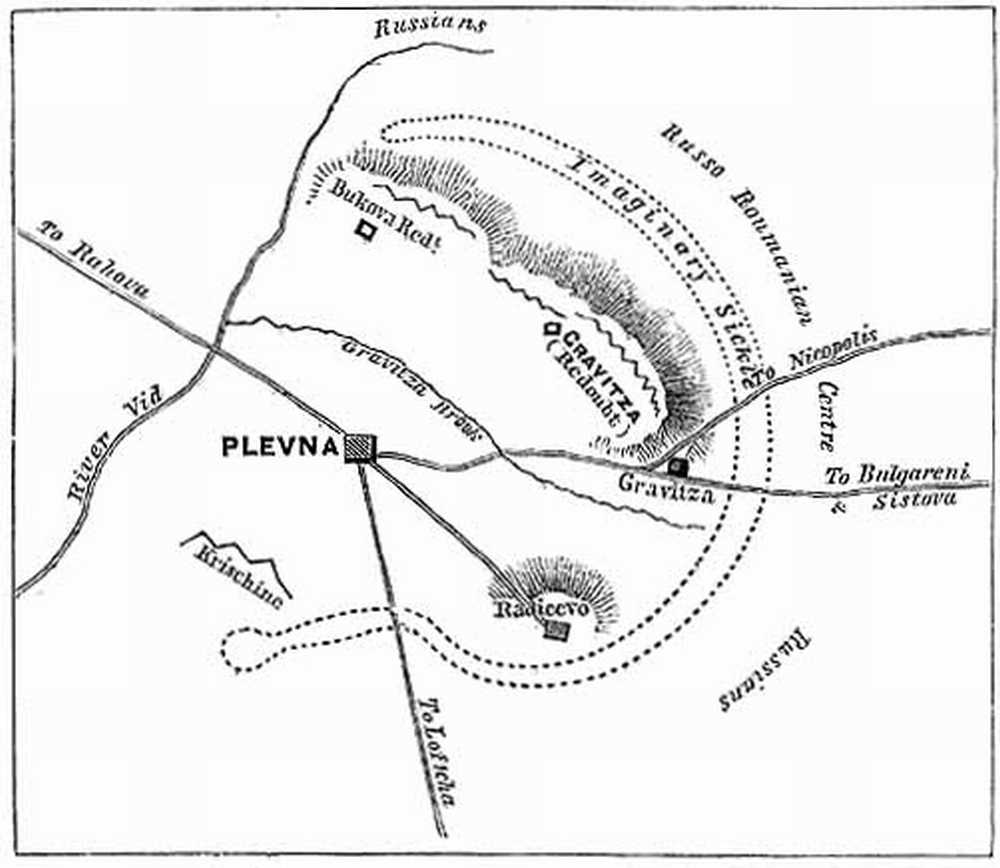 Russians
Russo Roumanian
Centre
Imaginary Sickle
Bukova Redt.
To Rahova
GRAVITZA
(Redoubt)
To Nicopolis
Gravitza Brook
River Vid
PLEVNA
Gravitza
To Bulgareni
& Sistova
Krischine
Radicevo
Russians
To Loftcha